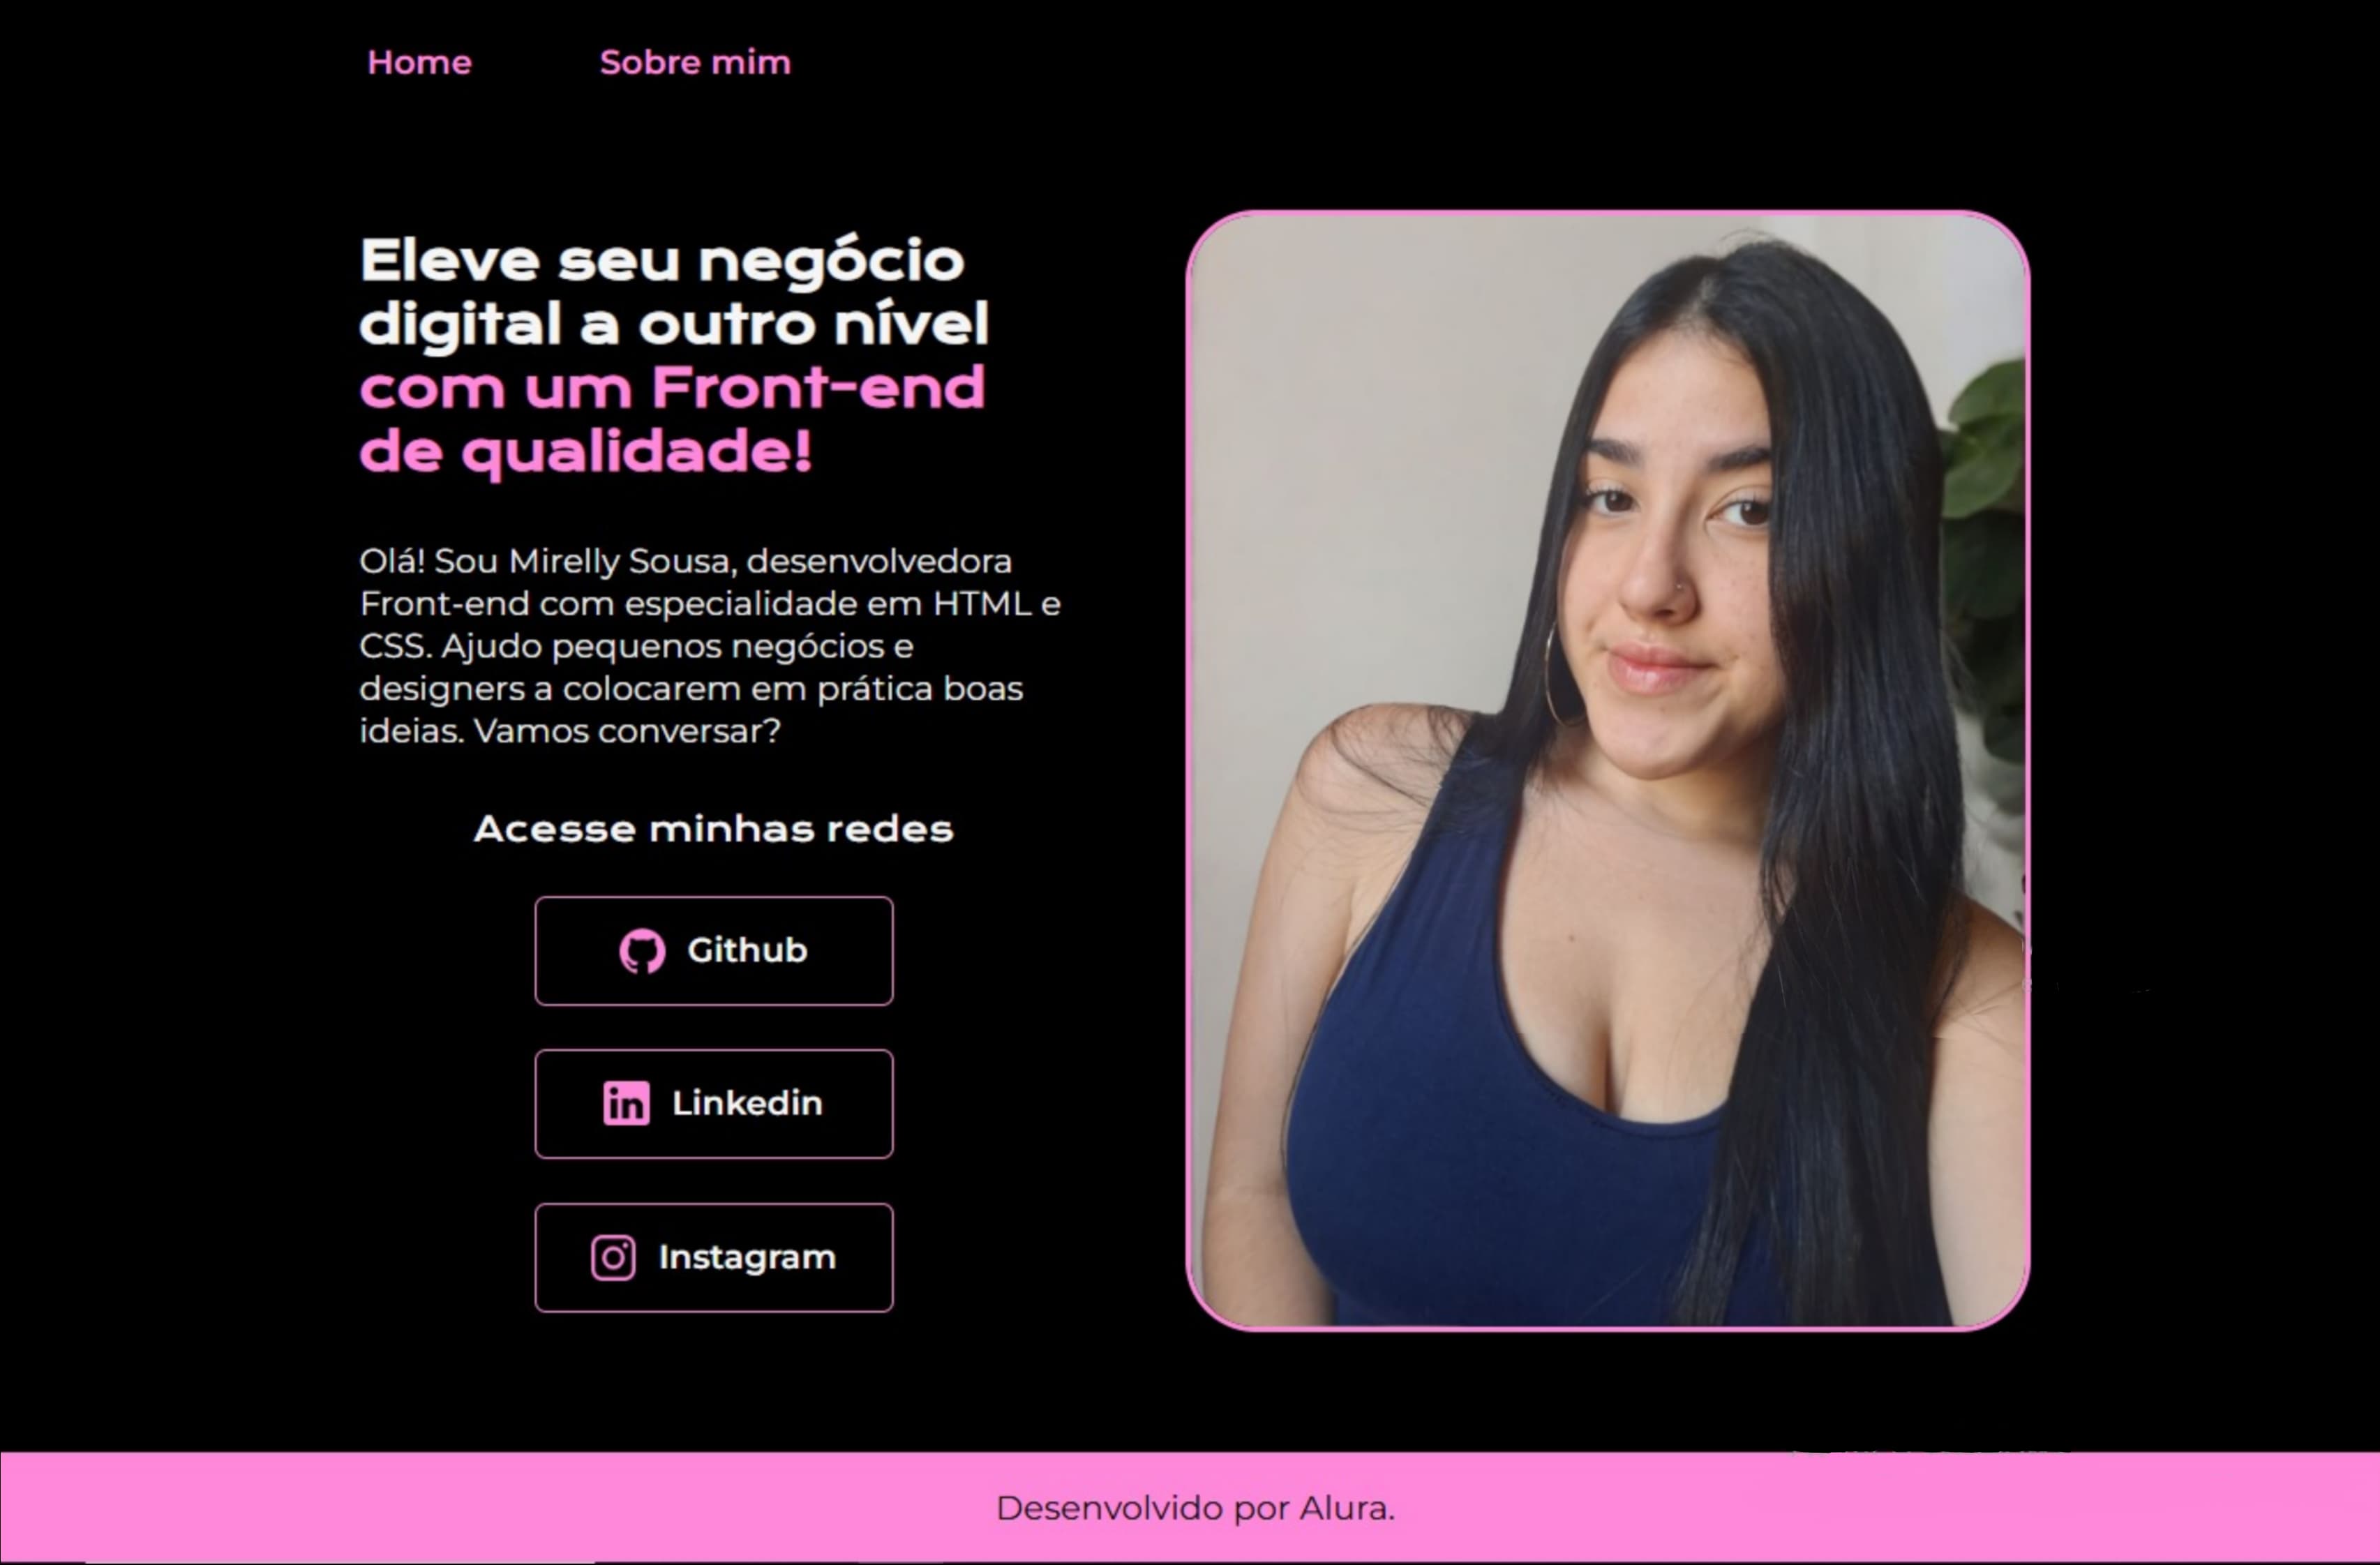 Home Sobre mim
Eleve seu negócio
digital a outro nível
com um Front-end
de qualidade!
Olá! Sou Mirelly Sousa, desenvolvedora
Front-end com especialidade em HTML e
CSS. Ajudo pequenos negócios e
designers a colocarem em prática boas
ideias. Vamos conversar?
Acesse minhas redes
Github
in Linkedin
Instagram
Desenvolvido por Alura.